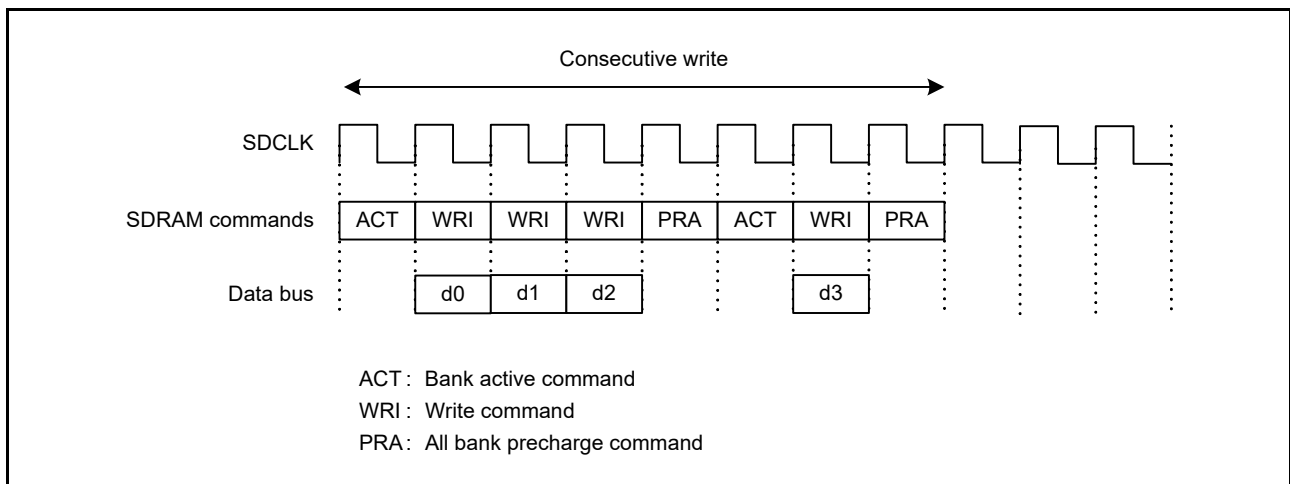 Consecutive write
SDCLK
SDRAM commands ACT WRI WRI WRI PRA ACT WRI PRA
Data bus d0 d1 d2 d3
ACT : Bank active command
WRI : Write command
PRA : All bank precharge command